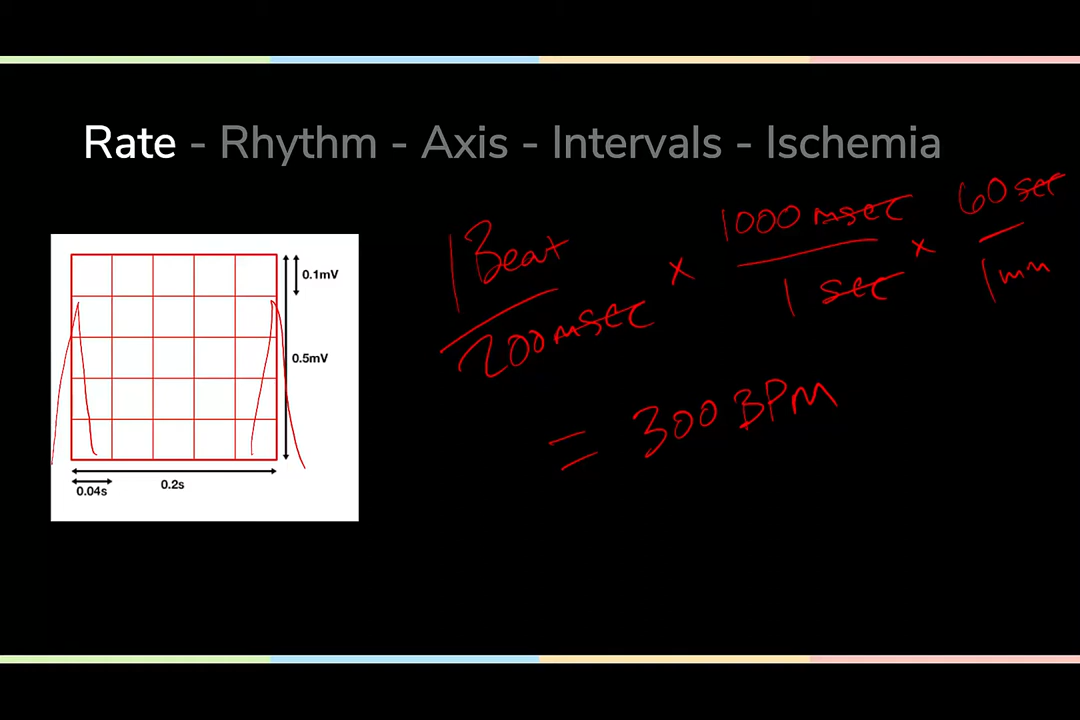 Rate - Rhythm - Axis - Intervals - Ischemia
0.1mV
0.5mV
0.04s
0.2s
1 Beat / 200 msec × 1000 msec / 1 sec × 60 sec / 1 min
= 300 BPM